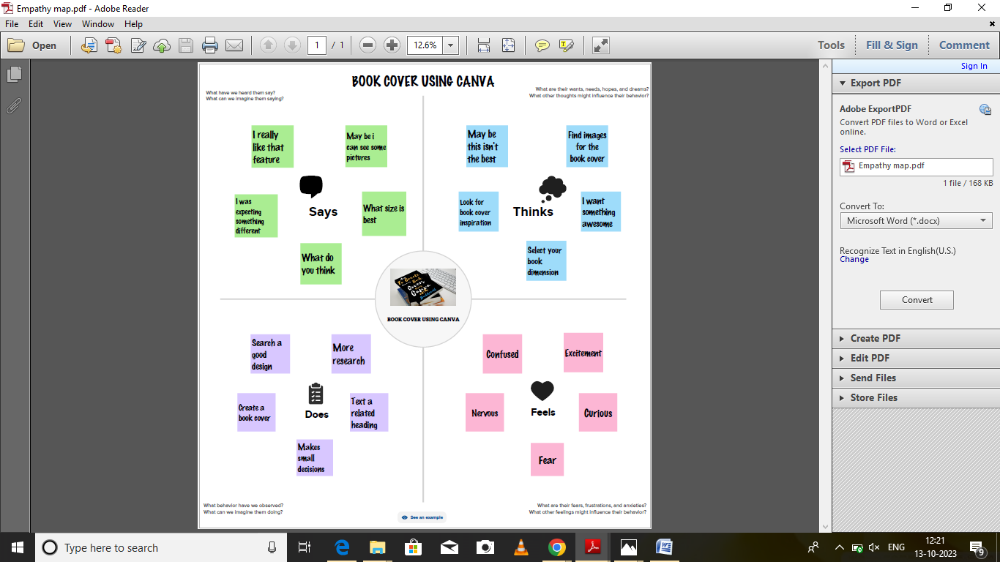 Empathy map.pdf - Adobe Reader
File Edit View Window Help
Open
1 / 1
12.6%
Tools Fill & Sign Comment
BOOK COVER USING CANVA
What have we heard them say?
What can we imagine them saying?
What are their wants, needs, hopes, and dreams?
What other thoughts might influence their behavior?
I really
like that
feature
May be i
can see some
pictures
I was
expecting
something
different
Says
What size is
best
What do
you think
May be
this isn't
the best
Find images
for the
book cover
Look for
book cover
inspiration
Thinks
I want
something
awesome
Select your
book
dimension
To Create
Book
Covers
Canva
BOOK COVER USING CANVA
Search a
good
design
More
research
Create a
book cover
Does
Text a
related
heading
Makes
small
decisions
Confused
Excitement
Nervous
Feels
Curious
Fear
What behavior have we observed?
What can we imagine them doing?
See an example
What are their fears, frustrations, and anxieties?
What other feelings might influence their behavior?
Sign In
Export PDF
Adobe ExportPDF
Convert PDF files to Word or Excel
online.
Select PDF File:
Empathy map.pdf
1 file / 168 KB
Convert To:
Microsoft Word (*.docx)
Recognize Text in English(U.S.)
Change
Convert
Create PDF
Edit PDF
Send Files
Store Files
Type here to search
ENG
12:21
13-10-2023
9